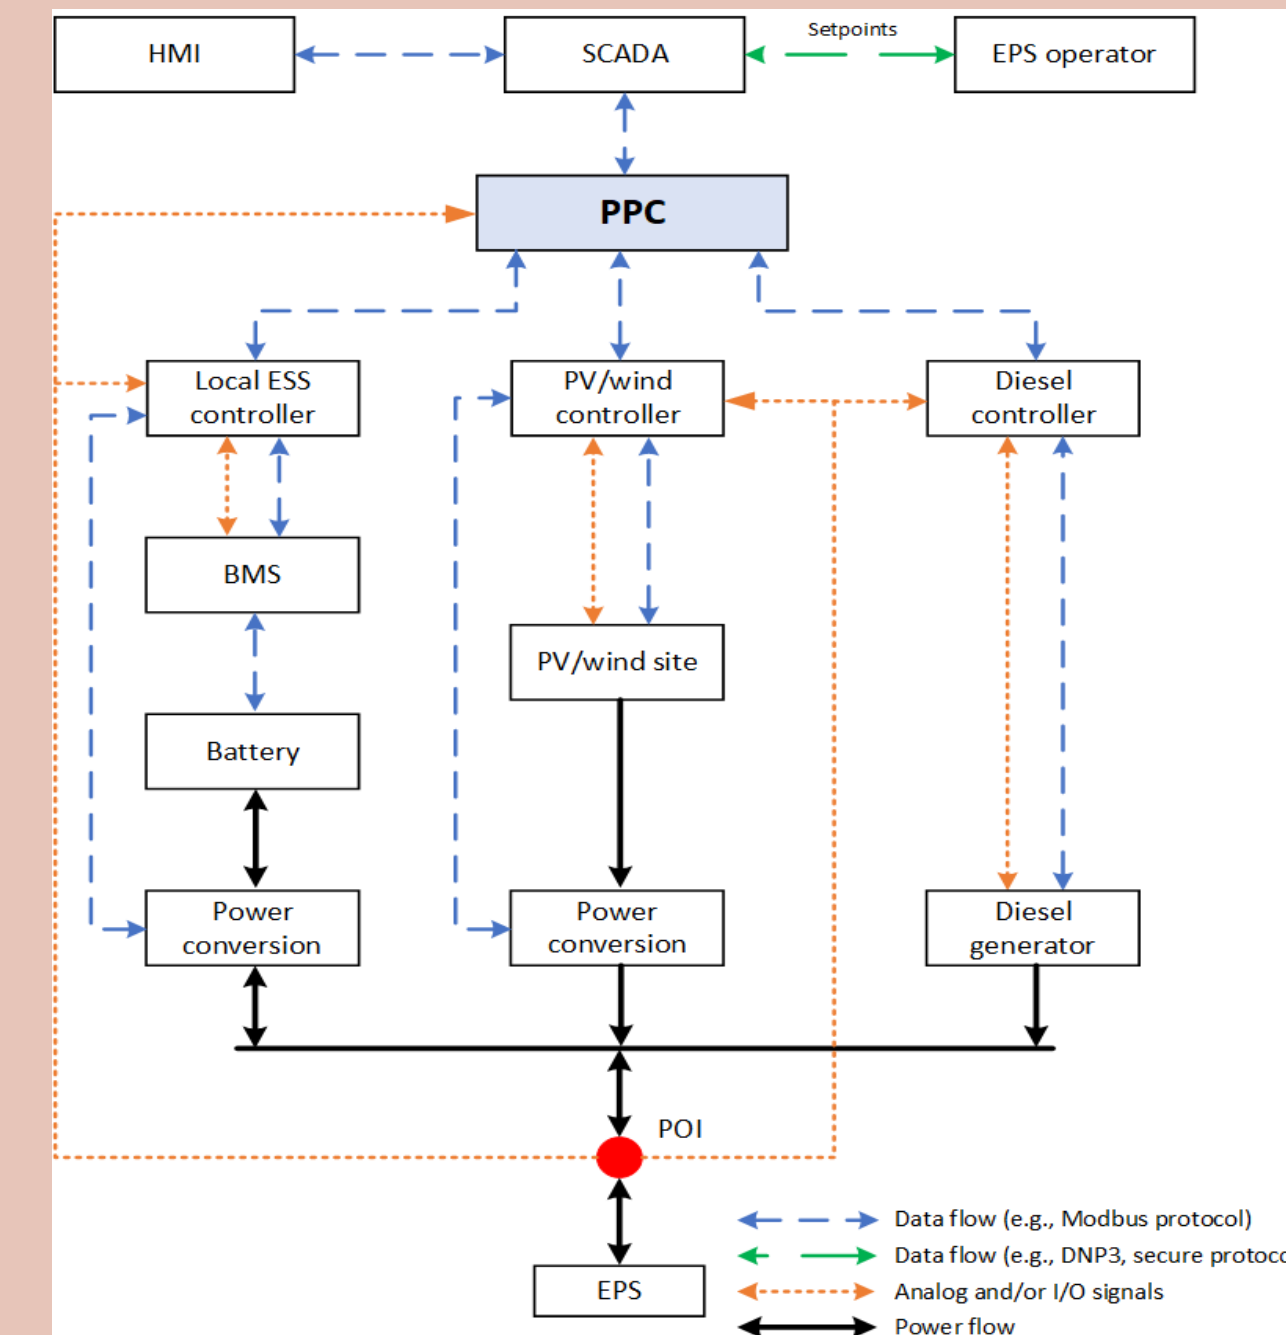 Setpoints
HMI
SCADA
EPS operator
PPC
Local ESS
controller
PV/wind
controller
Diesel
controller
BMS
PV/wind site
Battery
Power
conversion
Power
conversion
Diesel
generator
POI
Data flow (e.g., Modbus protocol)
Data flow (e.g., DNP3, secure protoco
EPS
Analog and/or I/O signals
Power flow